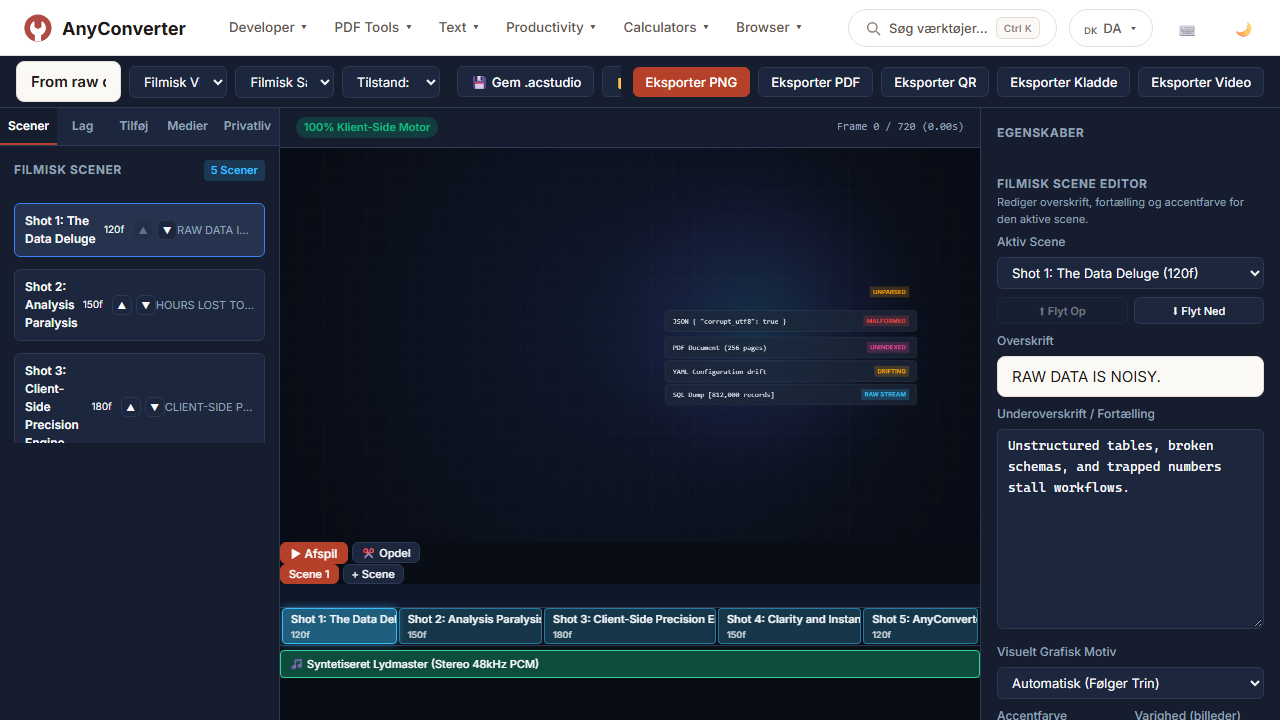 AnyConverter
Developer
PDF Tools
Text
Productivity
Calculators
Browser
Søg værktøjer...
Ctrl K
DK DA
Filmisk
Tilstand:
Gem .acstudio
Eksporter PNG
Eksporter PDF
Eksporter QR
Eksporter Kladde
Eksporter Video
Scener
Lag
Tilføj
Medier
Privatliv
FILMISK SCENER
5 Scener
Shot 1: The
Data Deluge
120f
▲
▼
RAW DATA I...
Shot 2:
Analysis
Paralysis
150f
▲
▼
HOURS LOST TO...
Shot 3:
Client-
Side
Precision
Engine
180f
▲
▼
CLIENT-SIDE P...
100% Klient-Side Motor
Frame 0 / 720 (0.00s)
UNPARSED
JSON { "corrupt_utf8": true }
MALFORMED
PDF Document (256 pages)
UNINDEXED
YAML Configuration drift
DRIFTING
SQL Dump [812,000 records]
RAW STREAM
▶ Afspil
Opdel
Scene 1
+ Scene
Shot 1: The Data Del
120f
Shot 2: Analysis Paralysis
150f
Shot 3: Client-Side Precision E
180f
Shot 4: Clarity and Instan
150f
Shot 5: AnyConverte
120f
Syntetiseret Lydmaster (Stereo 48kHz PCM)
EGENSKABER
FILMISK SCENE EDITOR
Rediger overskrift, fortælling og accentfarve for
den aktive scene.
Aktiv Scene
Shot 1: The Data Deluge (120f)
⬆ Flyt Op
⬇ Flyt Ned
Overskrift
RAW DATA IS NOISY.
Underoverskrift / Fortælling
Unstructured tables, broken
schemas, and trapped numbers
stall workflows.
Visuelt Grafisk Motiv
Automatisk (Følger Trin)
Accentfarve
Varighed (billeder)